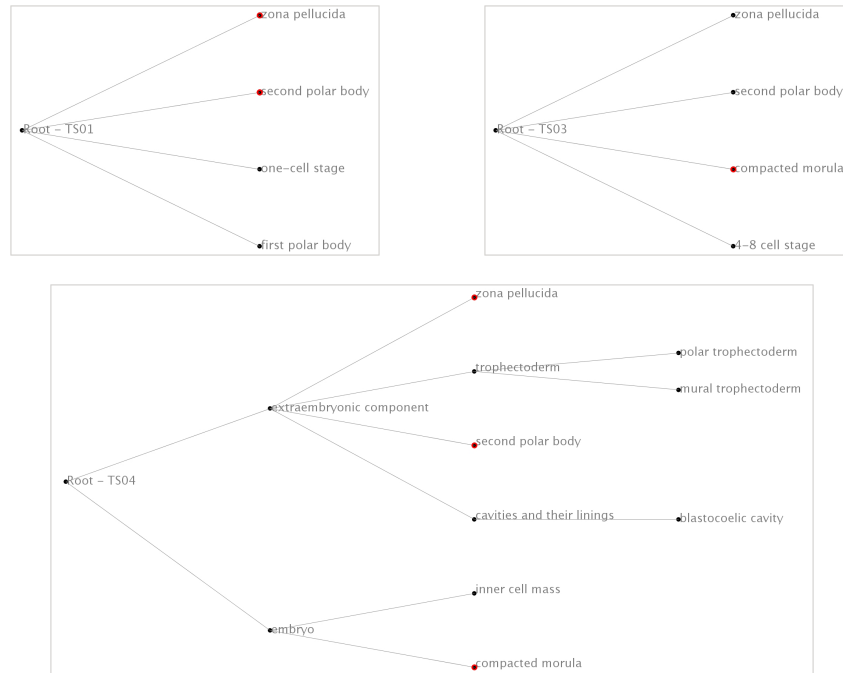 zona pellucida
second polar body
Root – TS01
one-cell stage
first polar body
zona pellucida
second polar body
Root – TS03
compacted morula
4-8 cell stage
zona pellucida
polar trophectoderm
trophectoderm
mural trophectoderm
extraembryonic component
second polar body
Root – TS04
cavities and their linings
blastocoelic cavity
inner cell mass
embryo
compacted morula